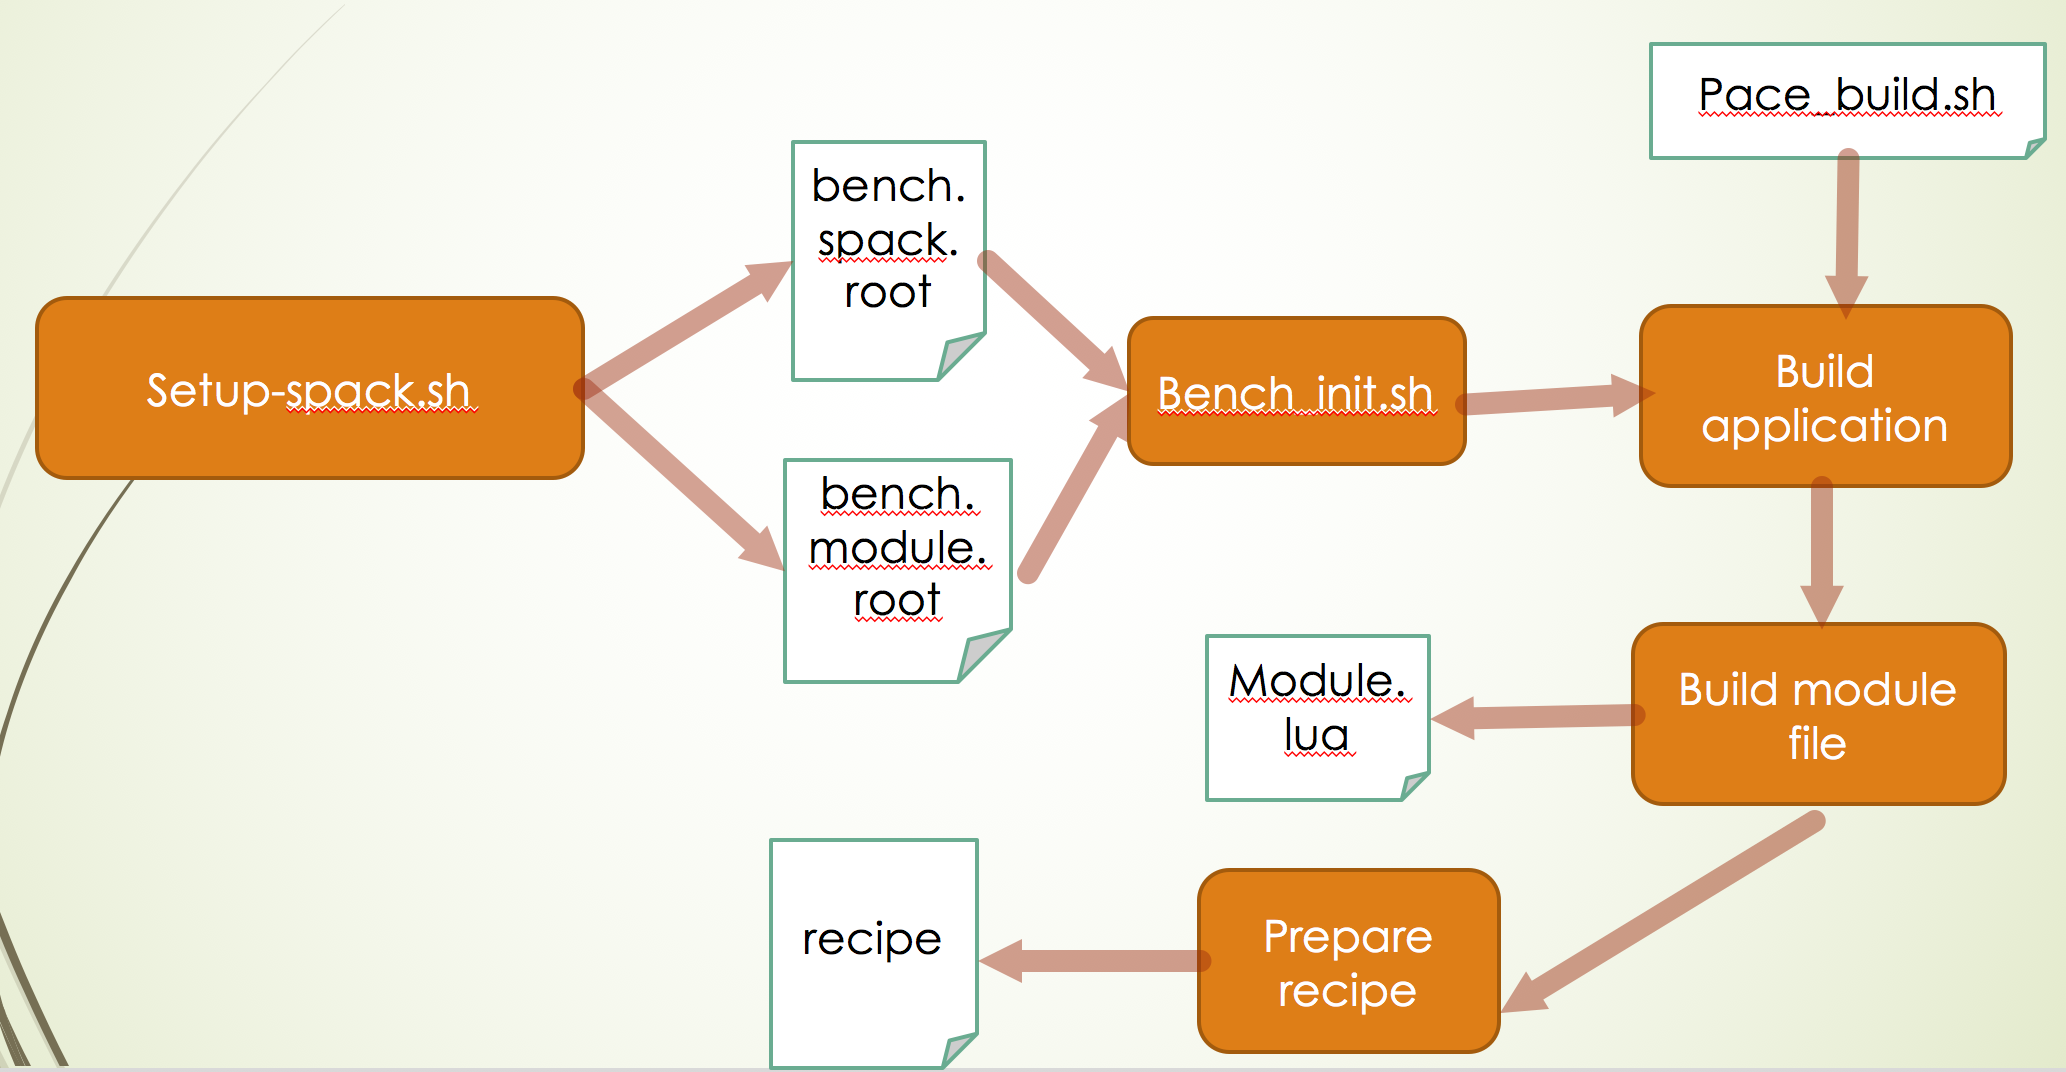 Pace_build.sh
bench.
spack.
root
Setup-spack.sh
Bench_init.sh
Build
application
bench.
module.
root
Module.
lua
Build module
file
recipe
Prepare
recipe